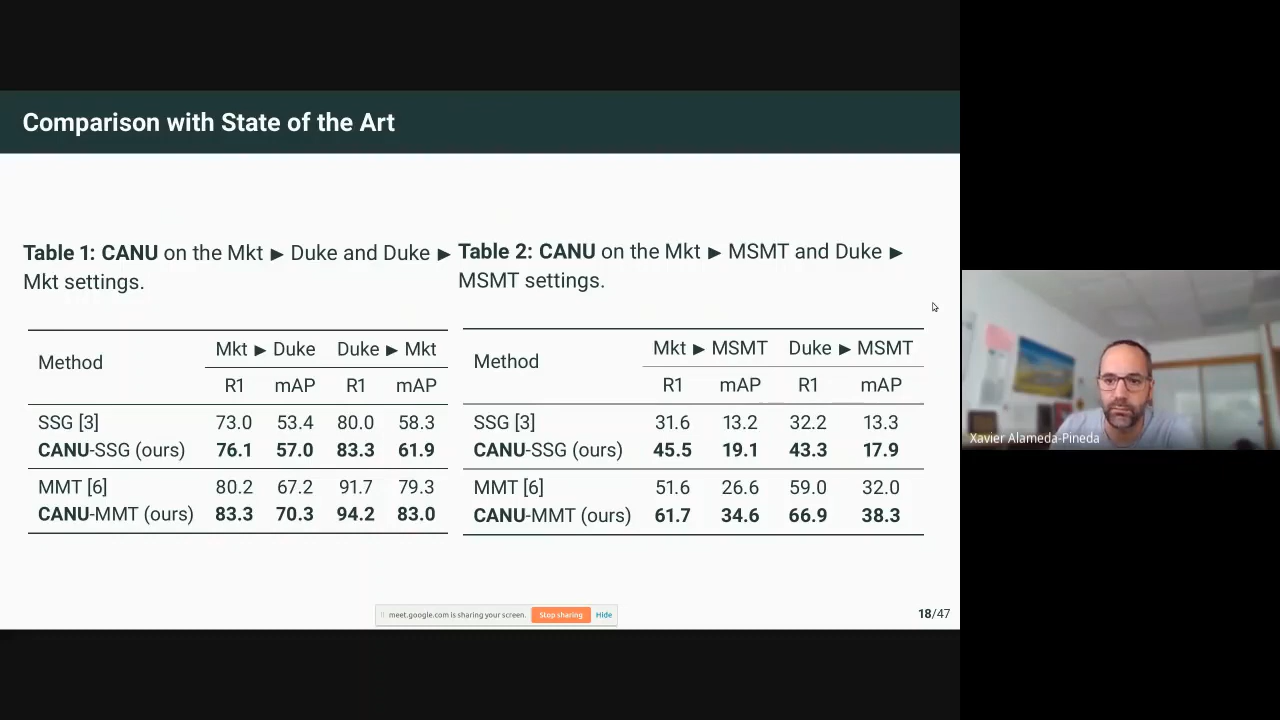 Comparison with State of the Art
Table 1: CANU on the Mkt ► Duke and Duke ►
Mkt settings.
Method Mkt ► Duke Duke ► Mkt
R1 mAP R1 mAP
SSG [3] 73.0 53.4 80.0 58.3
CANU-SSG (ours) 76.1 57.0 83.3 61.9
MMT [6] 80.2 67.2 91.7 79.3
CANU-MMT (ours) 83.3 70.3 94.2 83.0
Table 2: CANU on the Mkt ► MSMT and Duke ►
MSMT settings.
Method Mkt ► MSMT Duke ► MSMT
R1 mAP R1 mAP
SSG [3] 31.6 13.2 32.2 13.3
CANU-SSG (ours) 45.5 19.1 43.3 17.9
MMT [6] 51.6 26.6 59.0 32.0
CANU-MMT (ours) 61.7 34.6 66.9 38.3
Xavier Alameda-Pineda
meet.google.com is sharing your screen. Stop sharing Hide
18/47